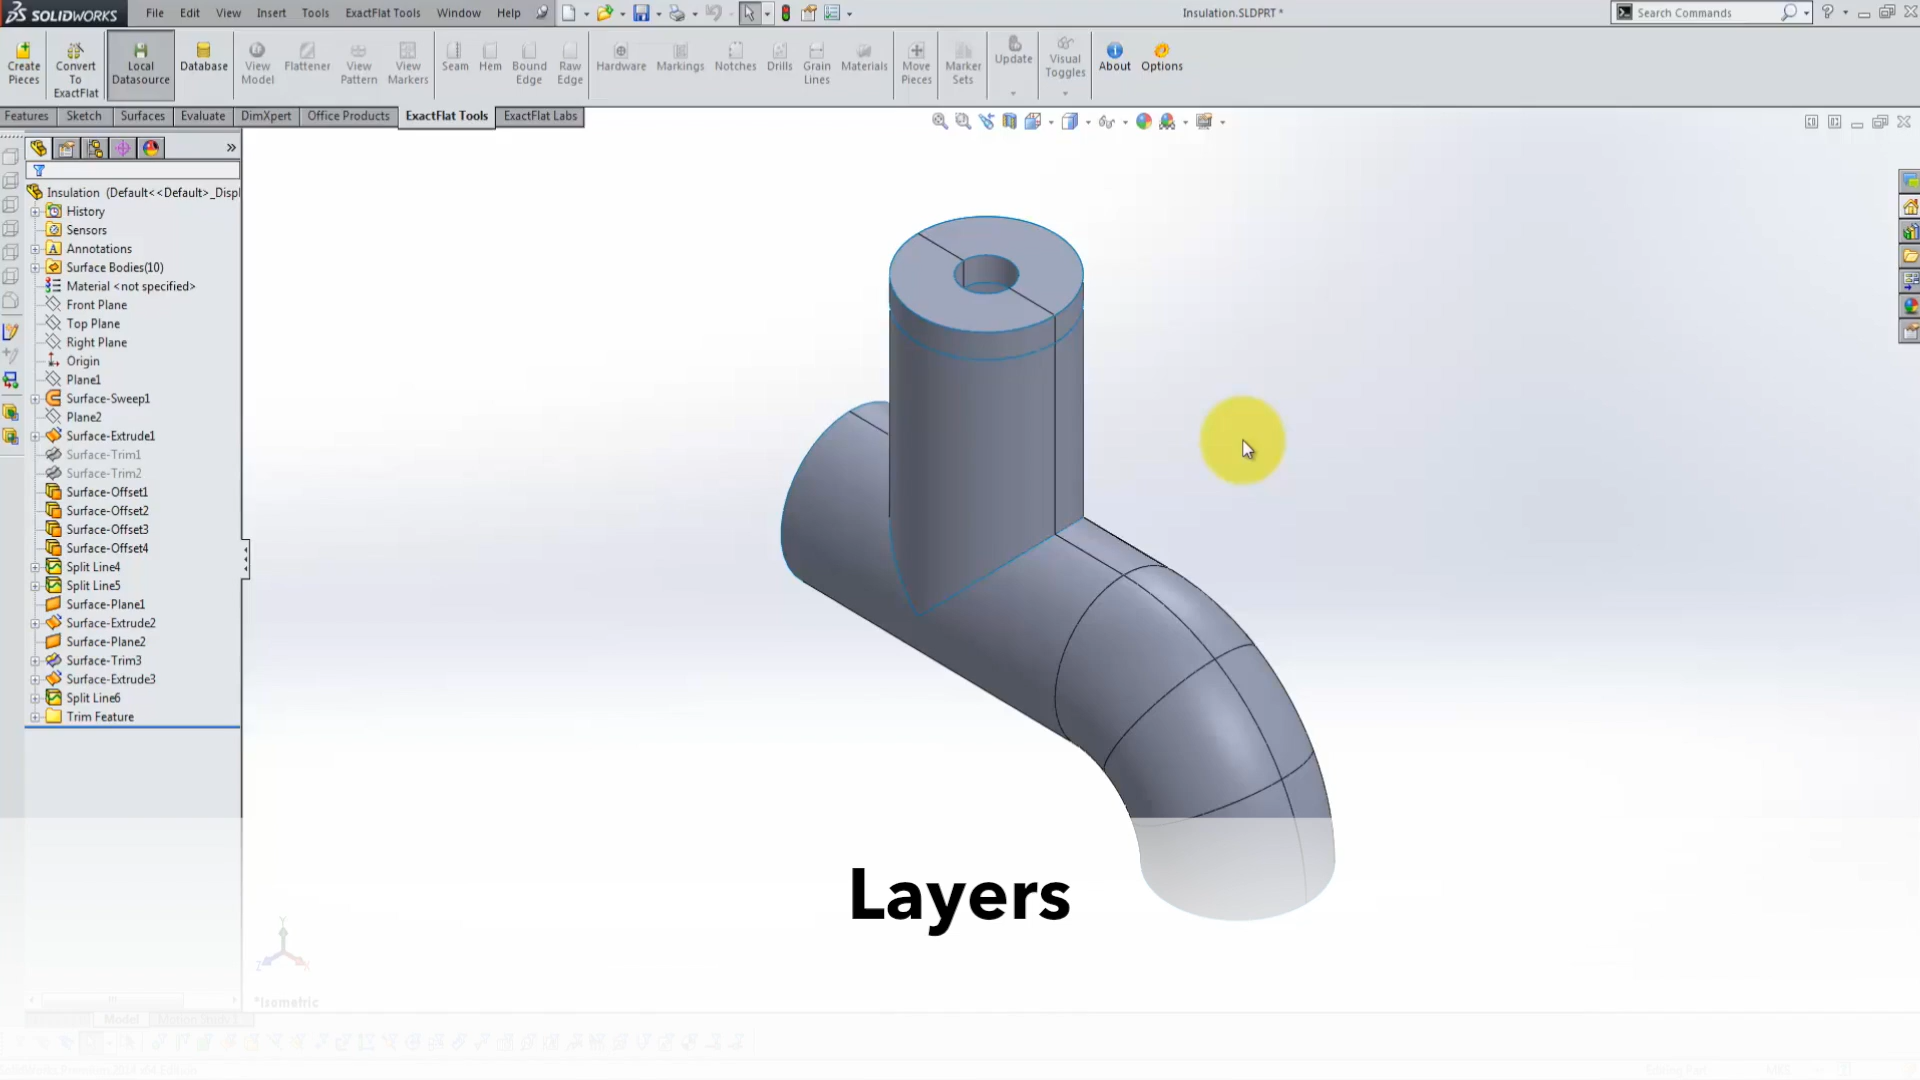 SOLIDWORKS File Edit View Insert Tools ExactFlat Tools Window Help Insulation.SLDPRT * Search Commands
Create Pieces
Convert To ExactFlat
Local Datasource
Database
View Model
Flattener
View Pattern
View Markers
Seam
Hem
Bound Edge
Raw Edge
Hardware
Markings
Notches
Drills
Grain Lines
Materials
Move Pieces
Marker Sets
Update
Visual Toggles
About
Options
Features Sketch Surfaces Evaluate DimXpert Office Products ExactFlat Tools ExactFlat Labs
Insulation (Default<<Default>_Displ
History
Sensors
Annotations
Surface Bodies(10)
Material <not specified>
Front Plane
Top Plane
Right Plane
Origin
Plane1
Surface-Sweep1
Plane2
Surface-Extrude1
Surface-Trim1
Surface-Trim2
Surface-Offset1
Surface-Offset2
Surface-Offset3
Surface-Offset4
Split Line4
Split Line5
Surface-Plane1
Surface-Extrude2
Surface-Plane2
Surface-Trim3
Surface-Extrude3
Split Line6
Trim Feature
Layers
Y
Z X
*Isometric
Model Motion Study 1